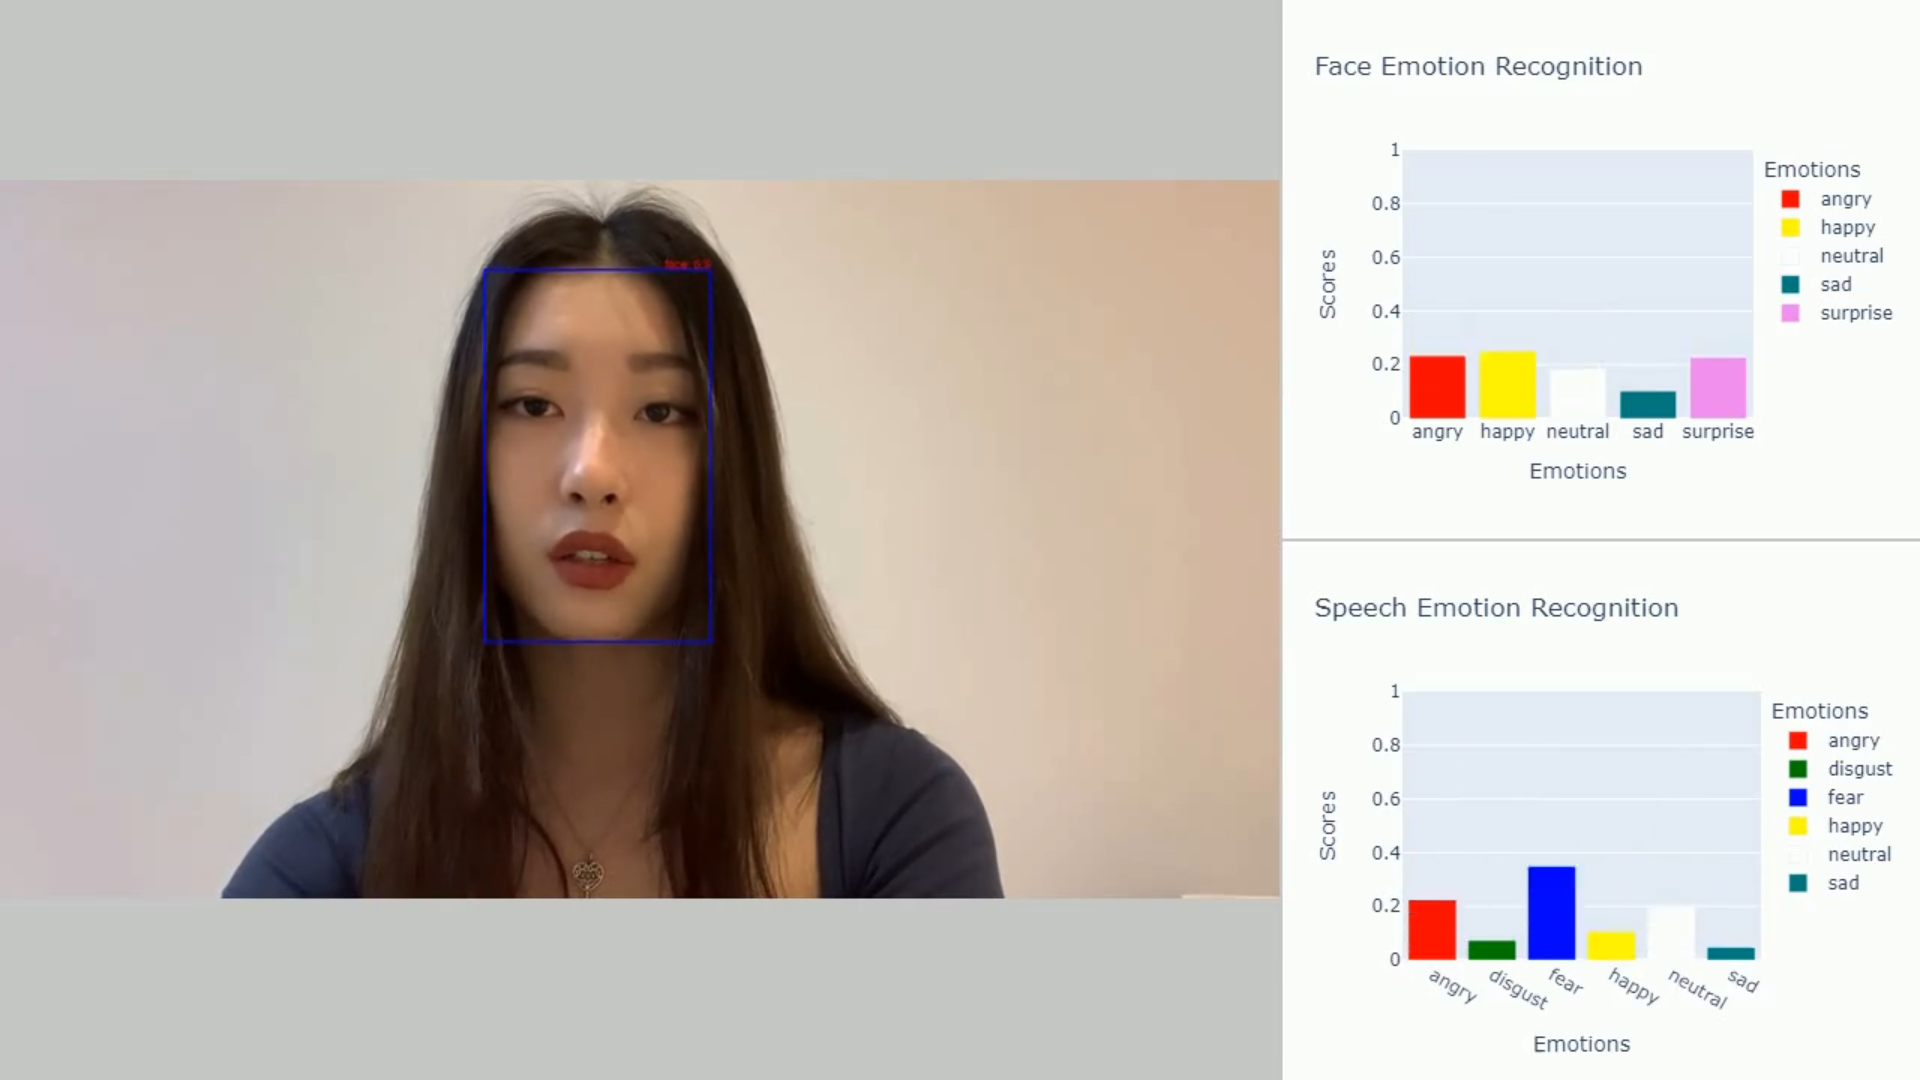 face: 0.9
Face Emotion Recognition
1
0.8
0.6
0.4
0.2
0
Scores
angry happy neutral sad surprise
Emotions
Emotions
angry
happy
neutral
sad
surprise
Speech Emotion Recognition
1
0.8
0.6
0.4
0.2
0
Scores
angry disgust fear happy neutral sad
Emotions
Emotions
angry
disgust
fear
happy
neutral
sad